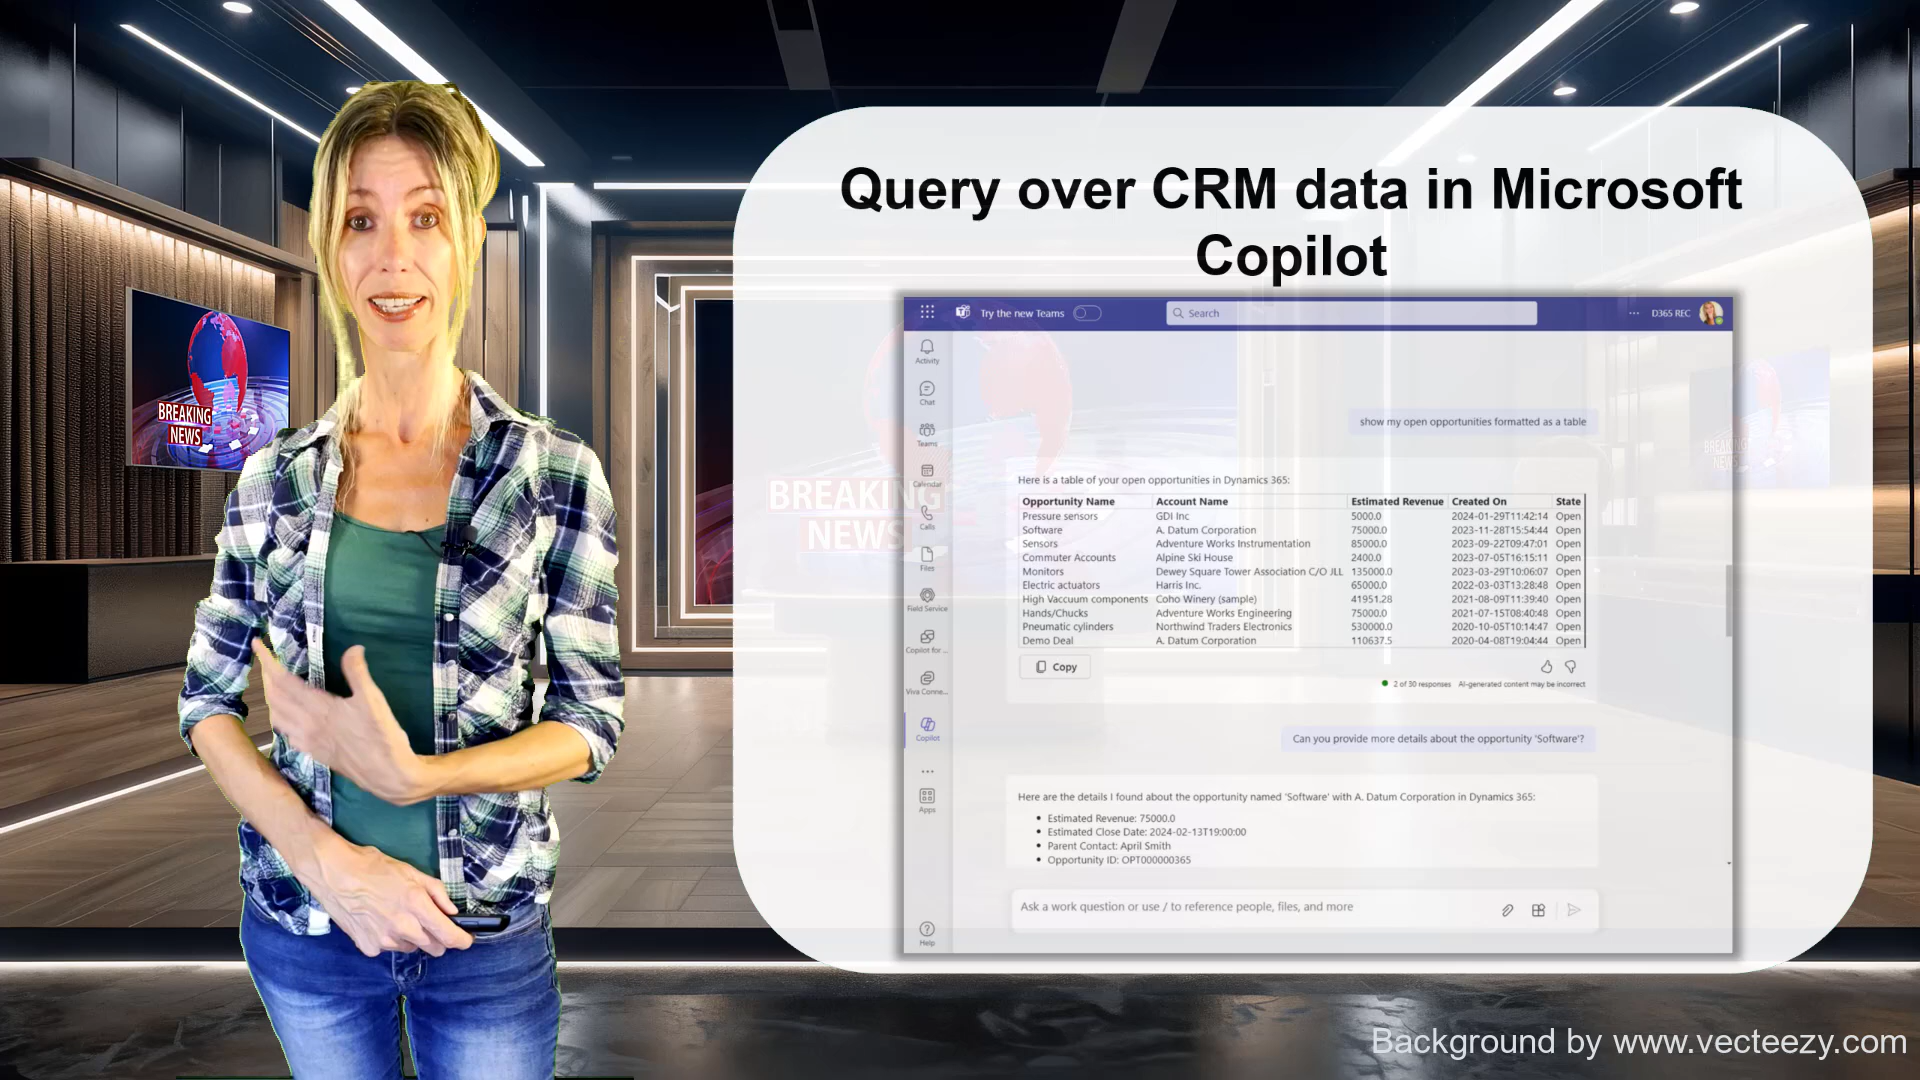 Query over CRM data in Microsoft
Copilot
Try the new Teams
Search
D365 REC
Activity
Chat
Teams
Calendar
Calls
Files
Field Service
Copilot for ...
Viva Conne...
Copilot
Apps
Help
show my open opportunities formatted as a table
Here is a table of your open opportunities in Dynamics 365:
Opportunity Name Account Name Estimated Revenue Created On State
Pressure sensors GDI Inc 5000.0 2024-01-29T11:42:14 Open
Software A. Datum Corporation 75000.0 2023-11-28T15:54:44 Open
Sensors Adventure Works Instrumentation 85000.0 2023-09-22T09:47:01 Open
Commuter Accounts Alpine Ski House 2400.0 2023-07-05T16:15:11 Open
Monitors Dewey Square Tower Association C/O JLL 135000.0 2023-03-29T10:06:07 Open
Electric actuators Harris Inc. 65000.0 2022-03-03T13:28:48 Open
High Vaccuum components Coho Winery (sample) 41951.28 2021-08-09T11:39:40 Open
Hands/Chucks Adventure Works Engineering 75000.0 2021-07-15T08:40:48 Open
Pneumatic cylinders Northwind Traders Electronics 530000.0 2020-10-05T10:14:47 Open
Demo Deal A. Datum Corporation 110637.5 2020-04-08T19:04:44 Open
Copy
2 of 30 responses AI-generated content may be incorrect
Can you provide more details about the opportunity 'Software'?
Here are the details I found about the opportunity named 'Software' with A. Datum Corporation in Dynamics 365:
• Estimated Revenue: 75000.0
• Estimated Close Date: 2024-02-13T19:00:00
• Parent Contact: April Smith
• Opportunity ID: OPT000000365
Ask a work question or use / to reference people, files, and more
BREAKING
NEWS
BREAKING
NEWS
BREAKING
NEWS
Background by www.vecteezy.com